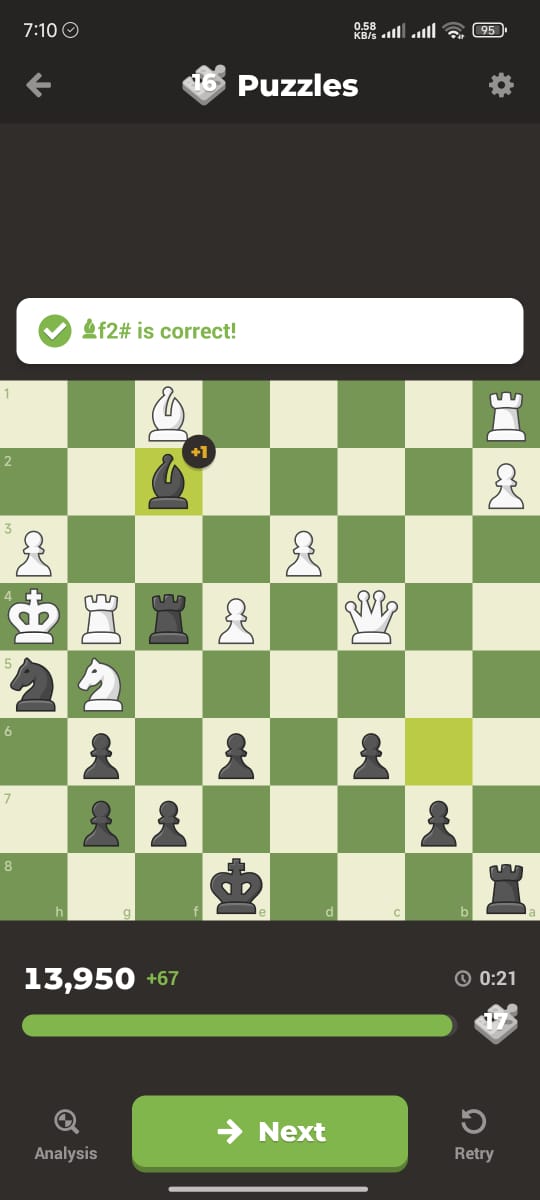 7:10
0.58
KB/s
95
16 Puzzles
f2# is correct!
1
+1
2
3
4
5
6
7
8
h g f e d c b a
13,950 +67
0:21
17
Next
Analysis
Retry